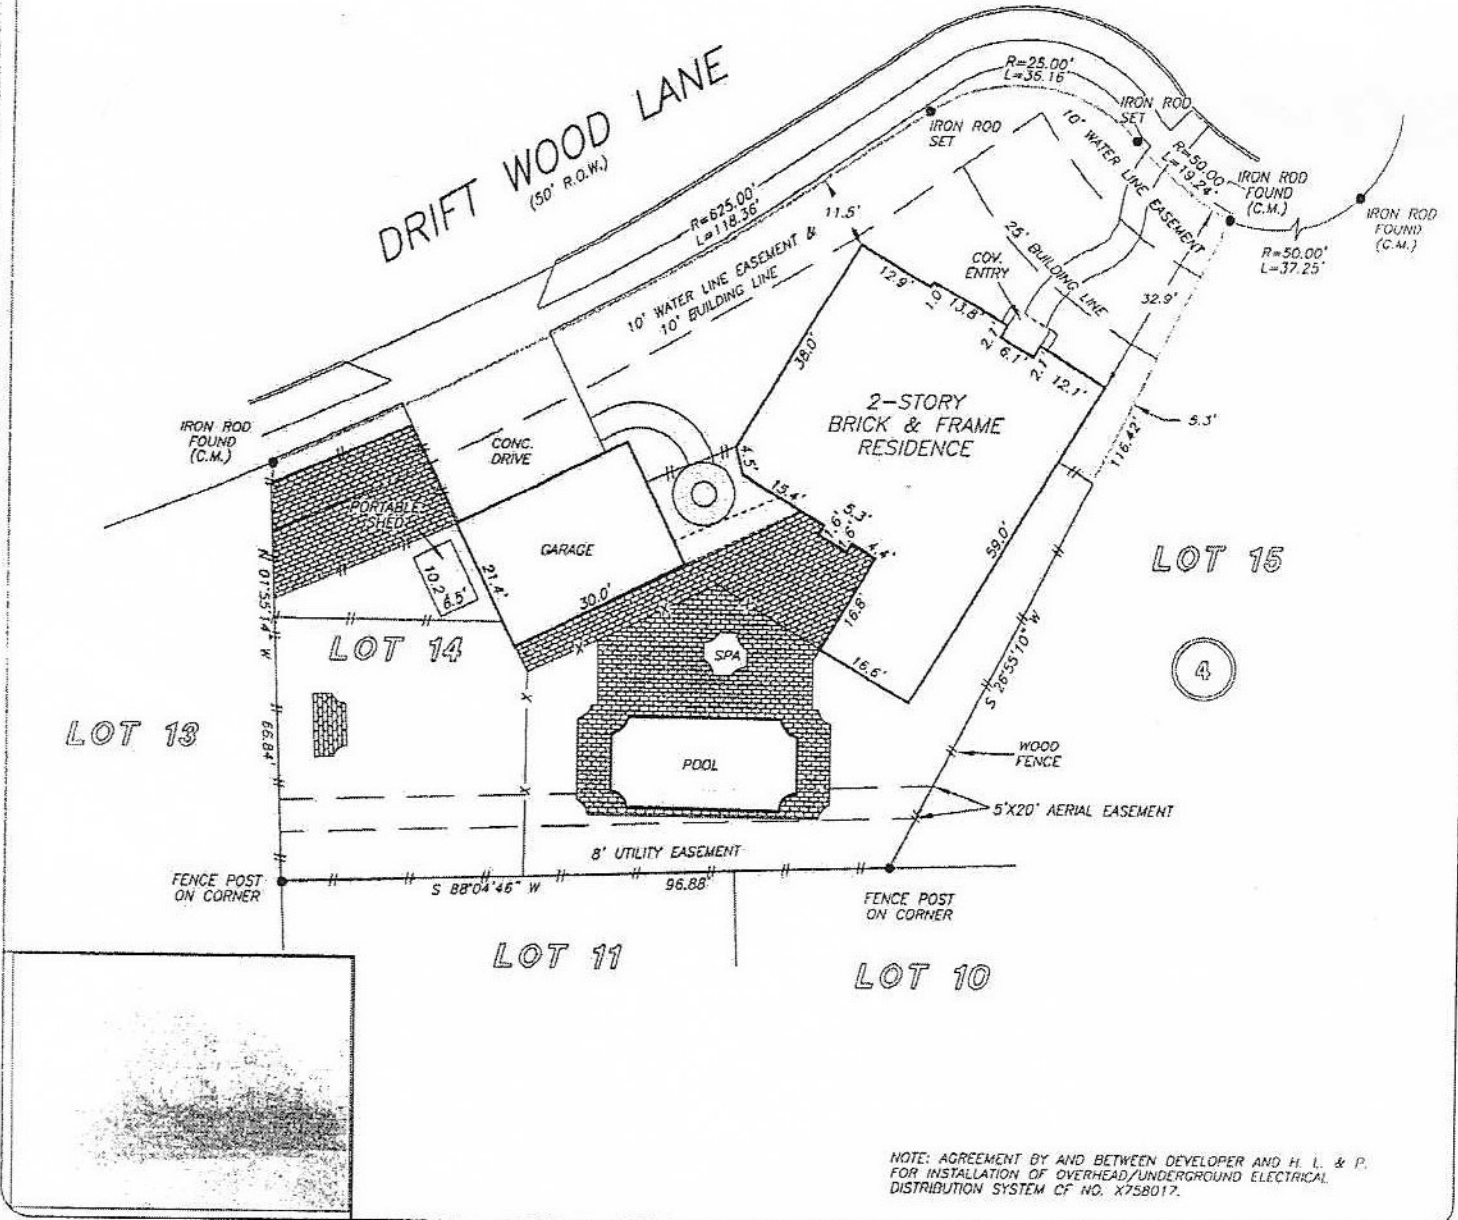 DRIFT WOOD LANE
(50' R.O.W.)
R=25.00'
L=35.16
IRON ROD
SET
IRON ROD
SET
10' WATER LINE EASEMENT
R=50.00'
L=19.24'
IRON ROD
FOUND
(C.M.)
IRON ROD
FOUND
(C.M.)
R=50.00'
L=37.25'
R=625.00'
L=118.36'
11.5'
10' WATER LINE EASEMENT &
10' BUILDING LINE
25' BUILDING LINE
COV.
ENTRY
32.9'
12.9'
1.0'
13.8'
2.1'
6.1'
2.1'
12.1'
38.0'
2-STORY
BRICK & FRAME
RESIDENCE
5.3'
116.42'
IRON ROD
FOUND
(C.M.)
CONC.
DRIVE
4.5'
15.4'
5.3'
1.6'
1.6'
4.4'
PORTABLE
SHED
GARAGE
59.0'
LOT 15
10.2'
6.5'
21.4'
30.0'
16.8'
N 01°55'14" W
LOT 14
SPA
16.6'
S 26°55'10" W
4
LOT 13
66.84'
POOL
WOOD
FENCE
5'X20' AERIAL EASEMENT
8' UTILITY EASEMENT
FENCE POST
ON CORNER
S 88°04'46" W
96.88'
FENCE POST
ON CORNER
LOT 11
LOT 10
NOTE: AGREEMENT BY AND BETWEEN DEVELOPER AND H. L. & P.
FOR INSTALLATION OF OVERHEAD/UNDERGROUND ELECTRICAL
DISTRIBUTION SYSTEM CF NO. X758017.